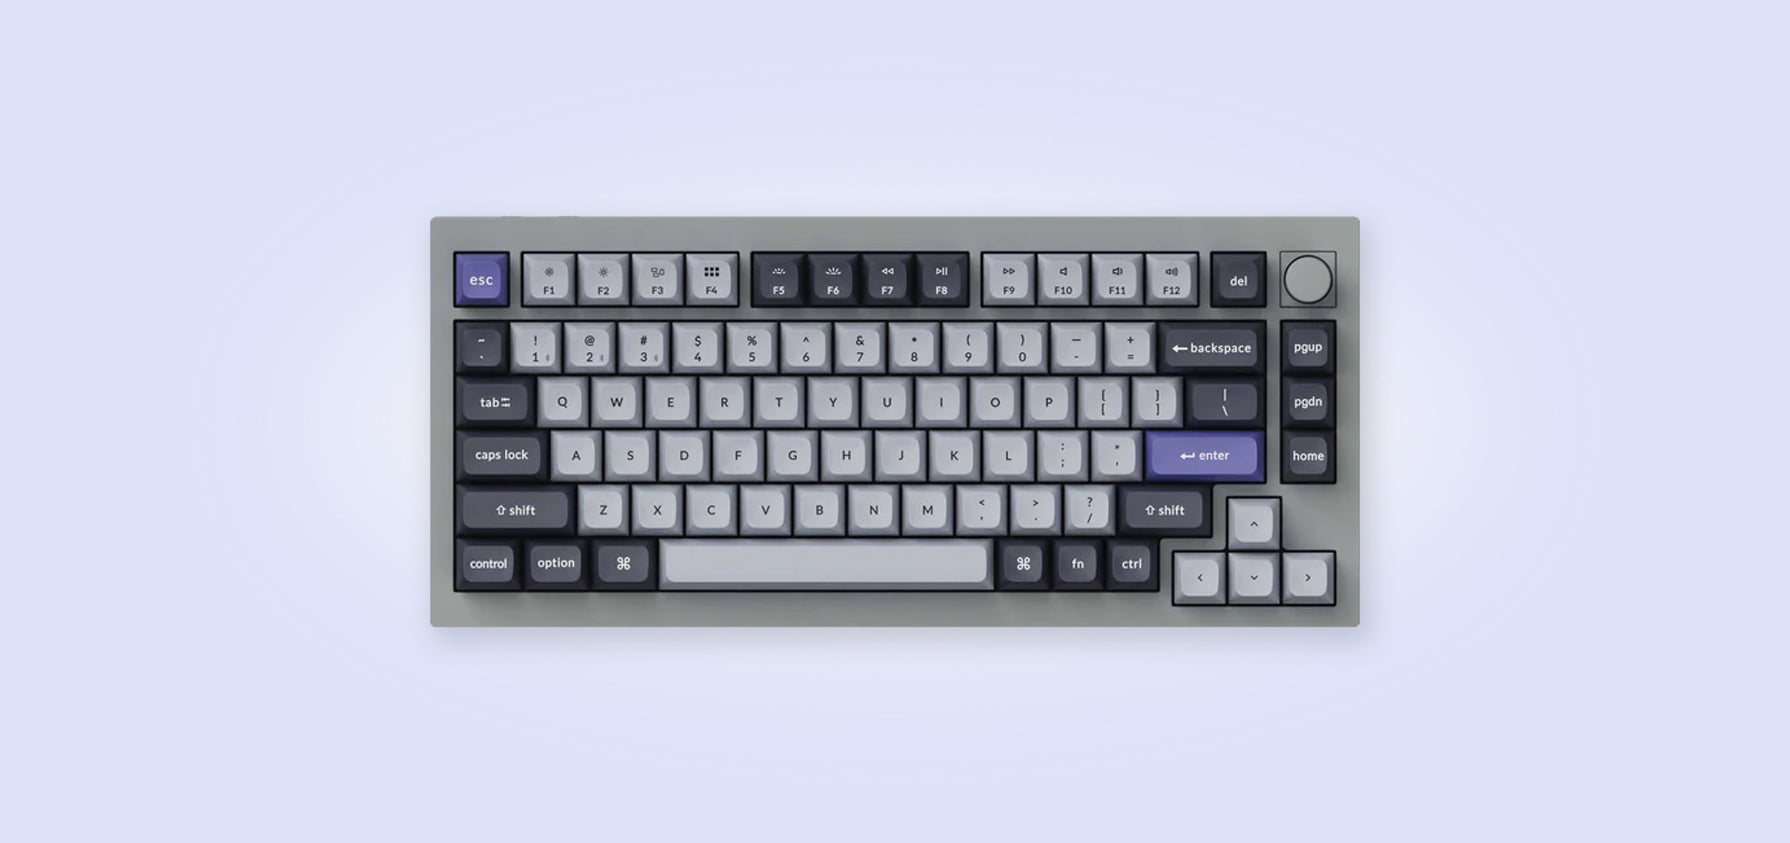 esc F1 F2 F3 F4 F5 F6 F7 F8 F9 F10 F11 F12 del
~ ! @ # $ % ^ & * ( ) — +
` 1 2 3 4 5 6 7 8 9 0 - = ← backspace pgup
tab Q W E R T Y U I O P { [ } ] | \ pgdn
caps lock A S D F G H J K L : ; " ' ↵ enter home
⇧ shift Z X C V B N M < , > . ? / ⇧ shift ^
control option ⌘ ⌘ fn ctrl < ⌄ >